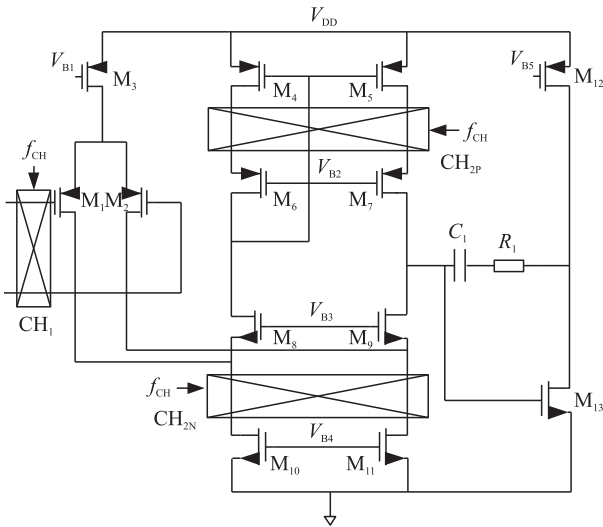 V_DD
V_B1
M_3
M_4
M_5
V_B5
M_12
f_CH
f_CH
CH_2P
M_1 M_2
V_B2
M_6
M_7
C_1
R_1
CH_1
V_B3
M_8
M_9
f_CH
CH_2N
M_13
V_B4
M_10
M_11